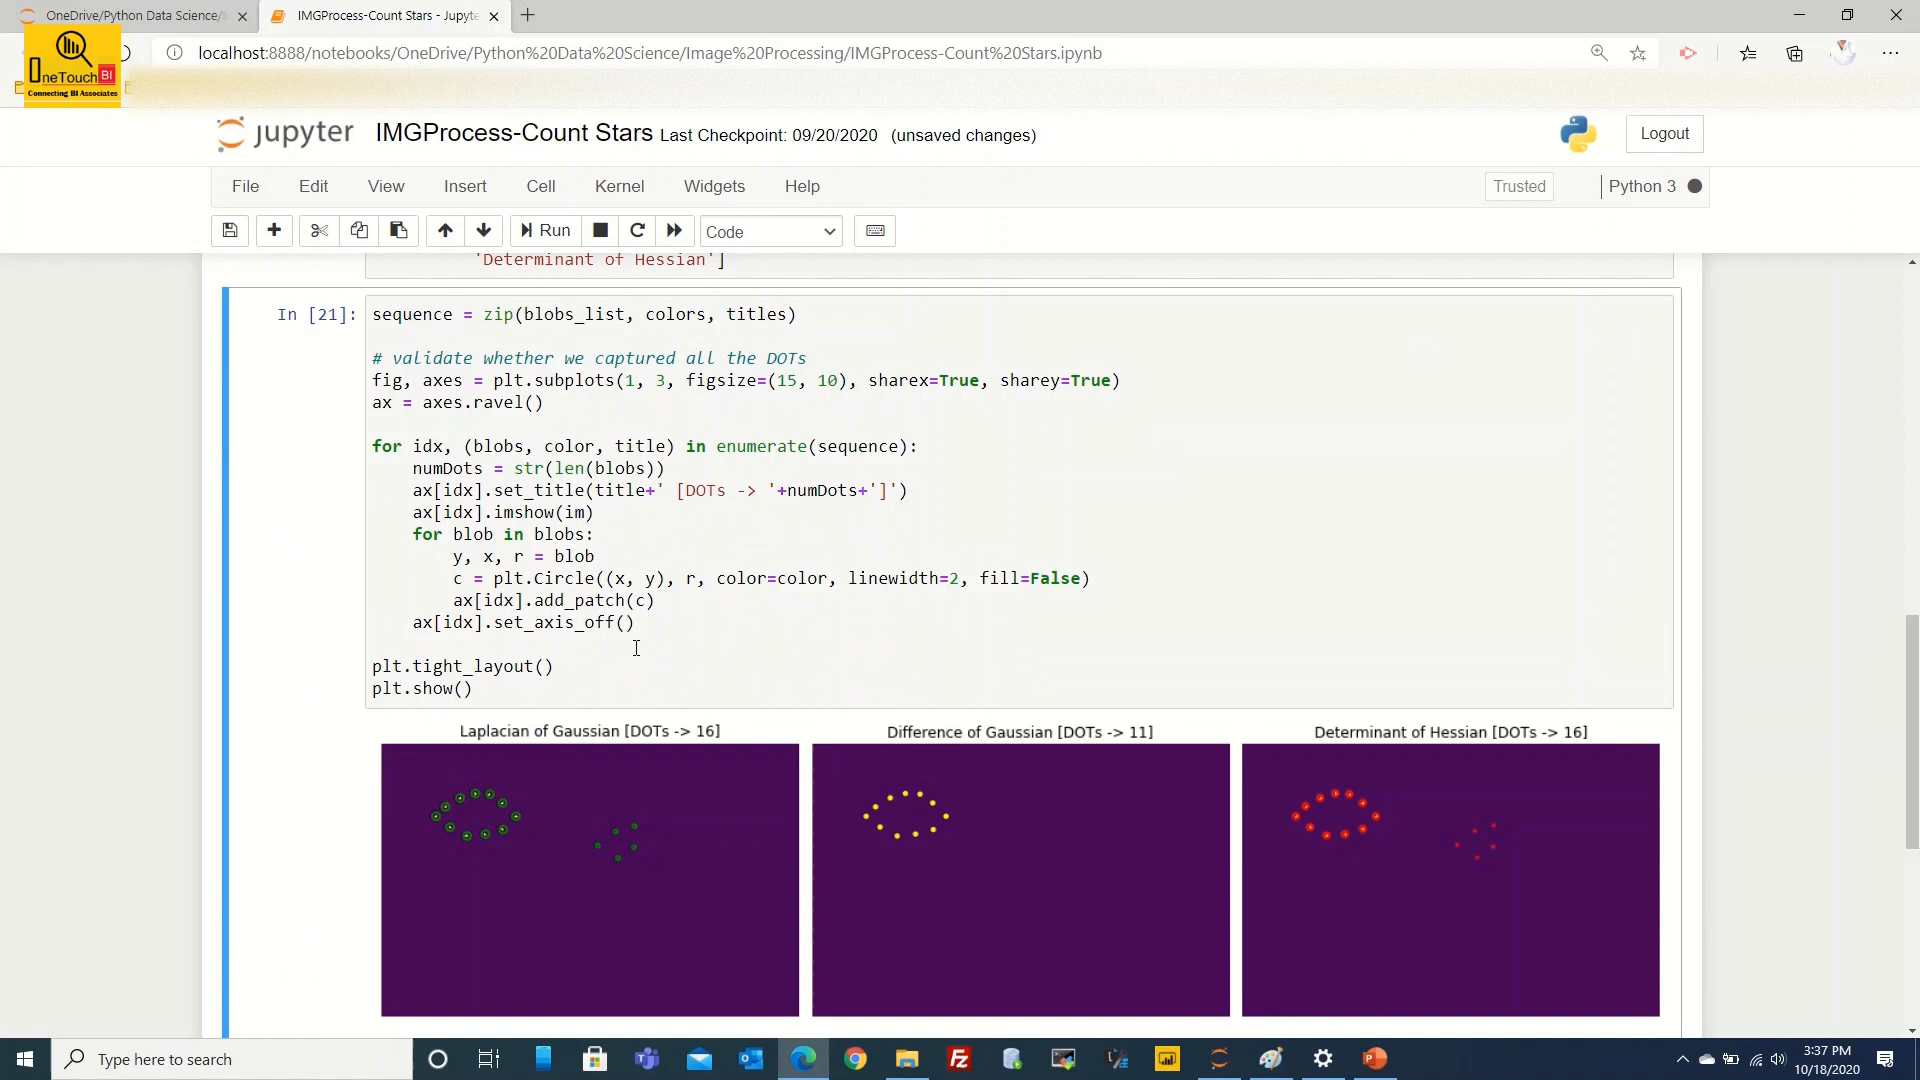 OneDrive/Python Data Science/I
IMGProcess-Count Stars - Jupyte
localhost:8888/notebooks/OneDrive/Python%20Data%20Science/Image%20Processing/IMGProcess-Count%20Stars.ipynb
OneTouch BI
Connecting BI Associates
jupyter IMGProcess-Count Stars Last Checkpoint: 09/20/2020 (unsaved changes)
Logout
File Edit View Insert Cell Kernel Widgets Help
Trusted
Python 3
Run
Code
'Determinant of Hessian']
In [21]:
sequence = zip(blobs_list, colors, titles)
# validate whether we captured all the DOTs
fig, axes = plt.subplots(1, 3, figsize=(15, 10), sharex=True, sharey=True)
ax = axes.ravel()
for idx, (blobs, color, title) in enumerate(sequence):
    numDots = str(len(blobs))
    ax[idx].set_title(title+' [DOTs -> '+numDots+']')
    ax[idx].imshow(im)
    for blob in blobs:
        y, x, r = blob
        c = plt.Circle((x, y), r, color=color, linewidth=2, fill=False)
        ax[idx].add_patch(c)
    ax[idx].set_axis_off()
plt.tight_layout()
plt.show()
Laplacian of Gaussian [DOTs -> 16]
Difference of Gaussian [DOTs -> 11]
Determinant of Hessian [DOTs -> 16]
Type here to search
3:37 PM
10/18/2020